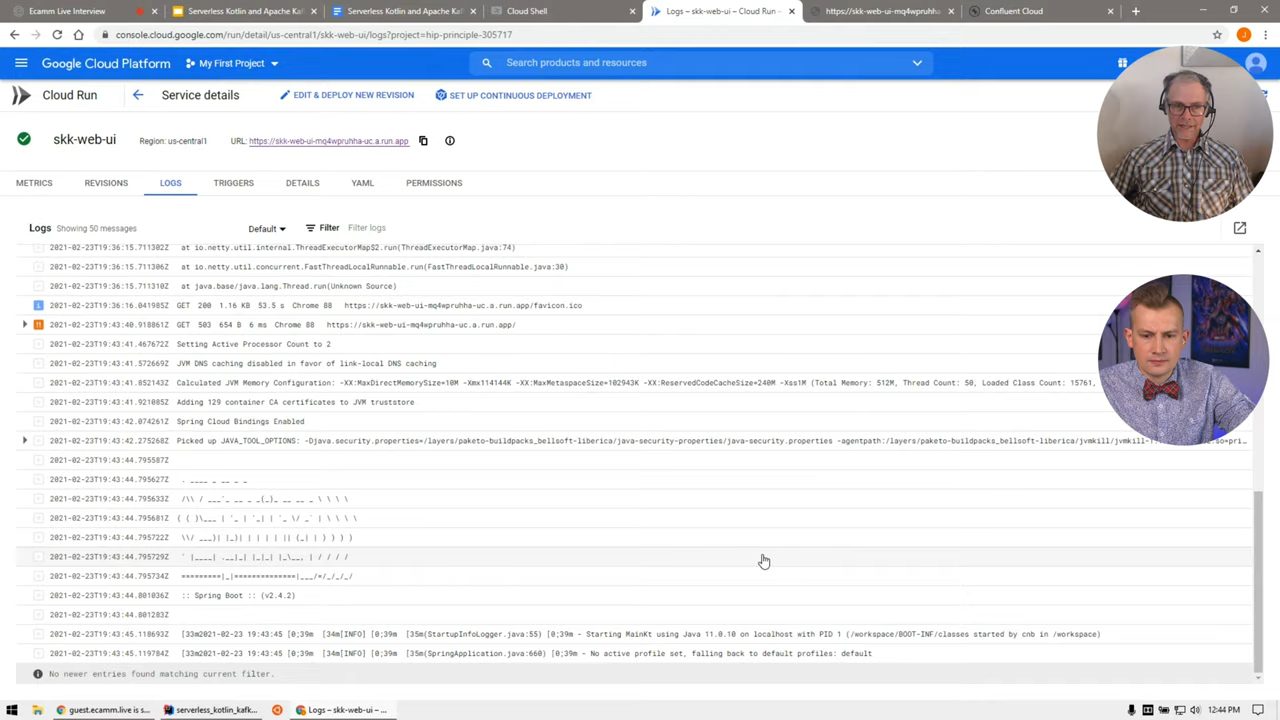 Ecamm Live Interview
Serverless Kotlin and Apache Ka
Serverless Kotlin and Apache Ka
Cloud Shell
Logs – skk-web-ui – Cloud Run –
https://skk-web-ui-mq4wpruhha
Confluent Cloud
console.cloud.google.com/run/detail/us-central1/skk-web-ui/logs?project=hip-principle-305717
J
Google Cloud Platform
My First Project
Search products and resources
Cloud Run
Service details
EDIT & DEPLOY NEW REVISION
SET UP CONTINUOUS DEPLOYMENT
skk-web-ui
Region: us-central1
URL: https://skk-web-ui-mq4wpruhha-uc.a.run.app
METRICS REVISIONS LOGS TRIGGERS DETAILS YAML PERMISSIONS
Logs Showing 50 messages Default Filter Filter logs
2021-02-23T19:36:15.711302Z at io.netty.util.internal.ThreadExecutorMap$2.run(ThreadExecutorMap.java:74)
2021-02-23T19:36:15.711306Z at io.netty.util.concurrent.FastThreadLocalRunnable.run(FastThreadLocalRunnable.java:30)
2021-02-23T19:36:15.711310Z at java.base/java.lang.Thread.run(Unknown Source)
2021-02-23T19:36:16.041985Z GET 200 1.16 KB 53.5 s Chrome 88 https://skk-web-ui-mq4wpruhha-uc.a.run.app/favicon.ico
2021-02-23T19:43:40.918861Z GET 503 654 B 6 ms Chrome 88 https://skk-web-ui-mq4wpruhha-uc.a.run.app/
2021-02-23T19:43:41.467672Z Setting Active Processor Count to 2
2021-02-23T19:43:41.572669Z JVM DNS caching disabled in favor of link-local DNS caching
2021-02-23T19:43:41.852143Z Calculated JVM Memory Configuration: -XX:MaxDirectMemorySize=10M -Xmx114144K -XX:MaxMetaspaceSize=102943K -XX:ReservedCodeCacheSize=240M -Xss1M (Total Memory: 512M, Thread Count: 50, Loaded Class Count: 15761,
2021-02-23T19:43:41.921085Z Adding 129 container CA certificates to JVM truststore
2021-02-23T19:43:42.074261Z Spring Cloud Bindings Enabled
2021-02-23T19:43:42.275268Z Picked up JAVA_TOOL_OPTIONS: -Djava.security.properties=/layers/paketo-buildpacks_bellsoft-liberica/java-security-properties/java-security.properties -agentpath:/layers/paketo-buildpacks_bellsoft-liberica/jvmkill/jvmkill-1
2021-02-23T19:43:44.795587Z
2021-02-23T19:43:44.795627Z . ____ _ __ _ _
2021-02-23T19:43:44.795633Z /\\ / ___'_ __ _ _(_)_ __ __ _ \ \ \ \
2021-02-23T19:43:44.795681Z ( ( )\___ | '_ | '_| | '_ \/ _` | \ \ \ \
2021-02-23T19:43:44.795722Z \\/ ___)| |_)| | | | | || (_| | ) ) ) )
2021-02-23T19:43:44.795729Z ' |____| .__|_| |_|_| |_\__, | / / / /
2021-02-23T19:43:44.795734Z =========|_|==============|___/=/_/_/_/
2021-02-23T19:43:44.801036Z :: Spring Boot :: (v2.4.2)
2021-02-23T19:43:44.801283Z
2021-02-23T19:43:45.118693Z [33m2021-02-23 19:43:45 [0;39m [34m[INFO] [0;39m [35m(StartupInfoLogger.java:55) [0;39m - Starting MainKt using Java 11.0.10 on localhost with PID 1 (/workspace/BOOT-INF/classes started by cnb in /workspace)
2021-02-23T19:43:45.119784Z [33m2021-02-23 19:43:45 [0;39m [34m[INFO] [0;39m [35m(SpringApplication.java:660) [0;39m - No active profile set, falling back to default profiles: default
No newer entries found matching current filter.
guest.ecamm.live is s...
serverless_kotlin_kafk...
Logs – skk-web-ui – ...
12:44 PM